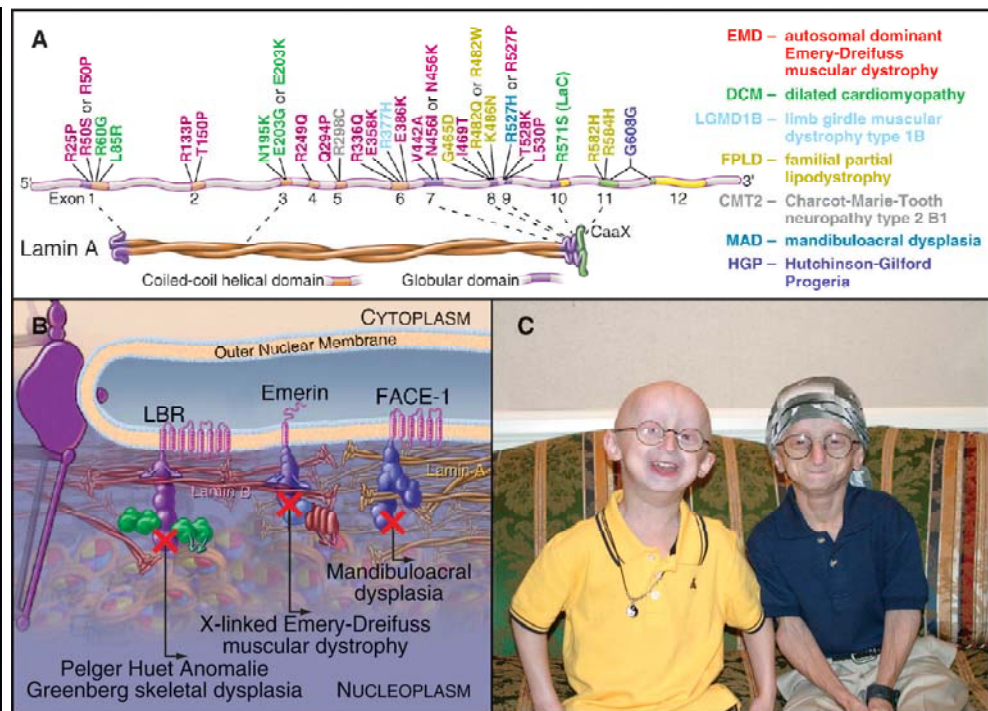 A
R25P
R50S or R50P
R60G
L85R
R133P
T150P
N195K
E203G or E203K
R249Q
Q294P
R298C
R336Q
E358K
R377H
E386K
V442A
N456I or N456K
G465D
I469T
R482Q or R482W
K486N
R527H or R527P
T528K
L530P
R571S (LaC)
R582H
R584H
G608G
5'
3'
Exon 1
2
3
4
5
6
7
8
9
10
11
12
Lamin A
CaaX
Coiled-coil helical domain
Globular domain
EMD – autosomal dominant
Emery-Dreifuss
muscular dystrophy
DCM – dilated cardiomyopathy
LGMD1B – limb girdle muscular
dystrophy type 1B
FPLD – familial partial
lipodystrophy
CMT2 – Charcot-Marie-Tooth
neuropathy type 2 B1
MAD – mandibuloacral dysplasia
HGP – Hutchinson-Gilford
Progeria
B
CYTOPLASM
Outer Nuclear Membrane
LBR
Emerin
FACE-1
Lamin A
Lamin B
Mandibuloacral
dysplasia
X-linked Emery-Dreifuss
muscular dystrophy
Pelger Huet Anomalie
Greenberg skeletal dysplasia
NUCLEOPLASM
C